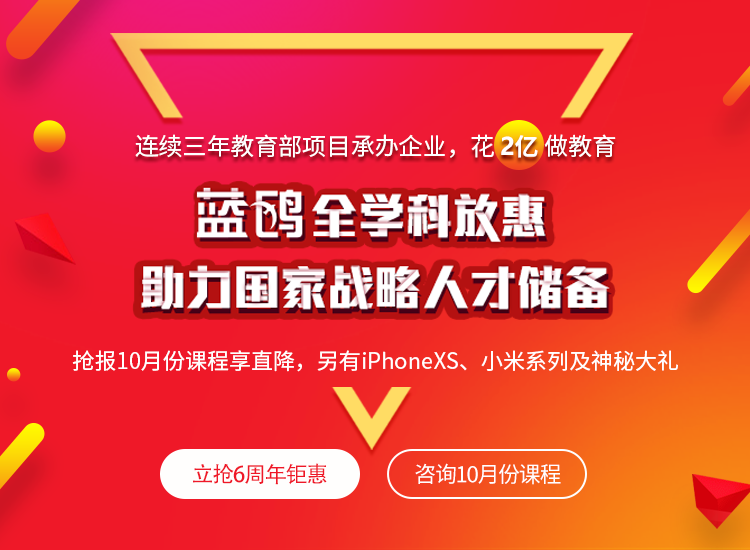 连续三年教育部项目承办企业，花2亿做教育
蓝鸥全学科放惠
助力国家战略人才储备
抢报10月份课程享直降，另有iPhoneXS、小米系列及神秘大礼
立抢6周年钜惠
咨询10月份课程